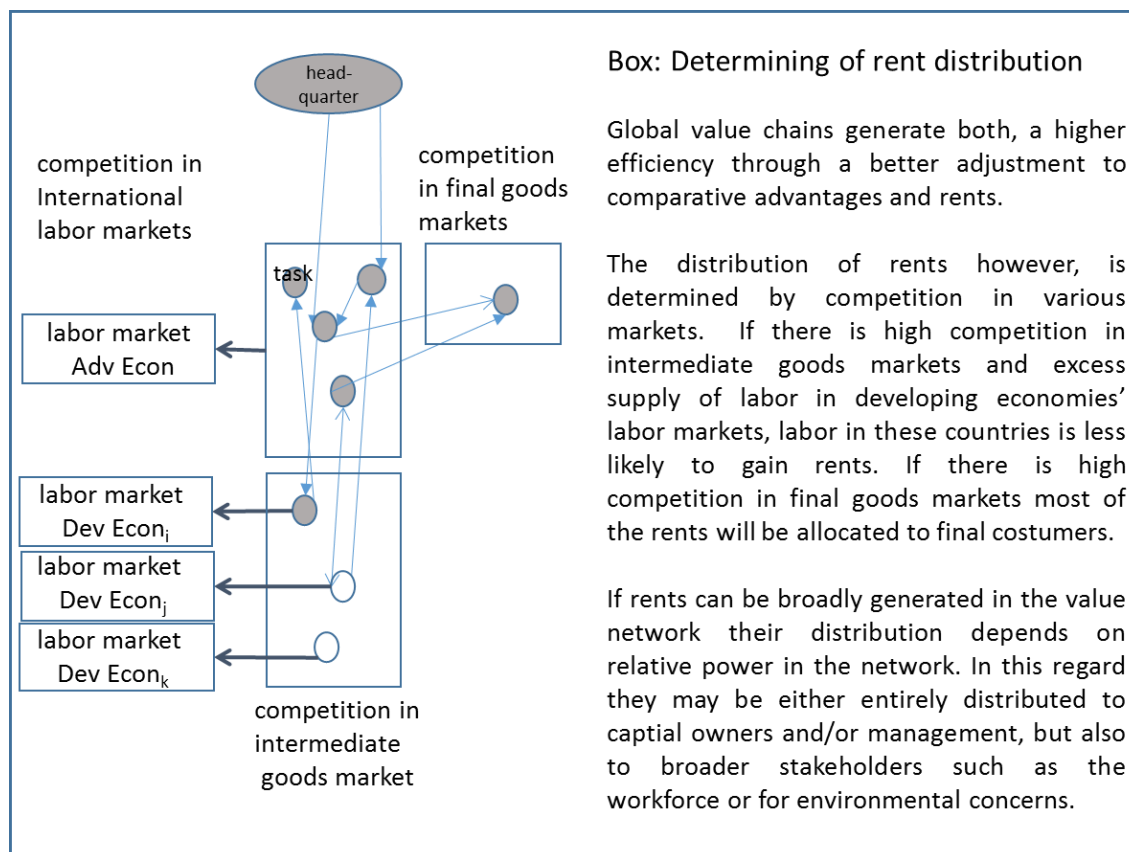 head-
quarter
competition in
International
labor markets
competition
in final goods
markets
task
labor market
Adv Econ
labor market
Dev Econi
labor market
Dev Econj
labor market
Dev Econk
competition in
intermediate
goods market
Box: Determining of rent distribution
Global value chains generate both, a higher
efficiency through a better adjustment to
comparative advantages and rents.
The distribution of rents however, is
determined by competition in various
markets. If there is high competition in
intermediate goods markets and excess
supply of labor in developing economies’
labor markets, labor in these countries is less
likely to gain rents. If there is high
competition in final goods markets most of
the rents will be allocated to final costumers.
If rents can be broadly generated in the value
network their distribution depends on
relative power in the network. In this regard
they may be either entirely distributed to
captial owners and/or management, but also
to broader stakeholders such as the
workforce or for environmental concerns.